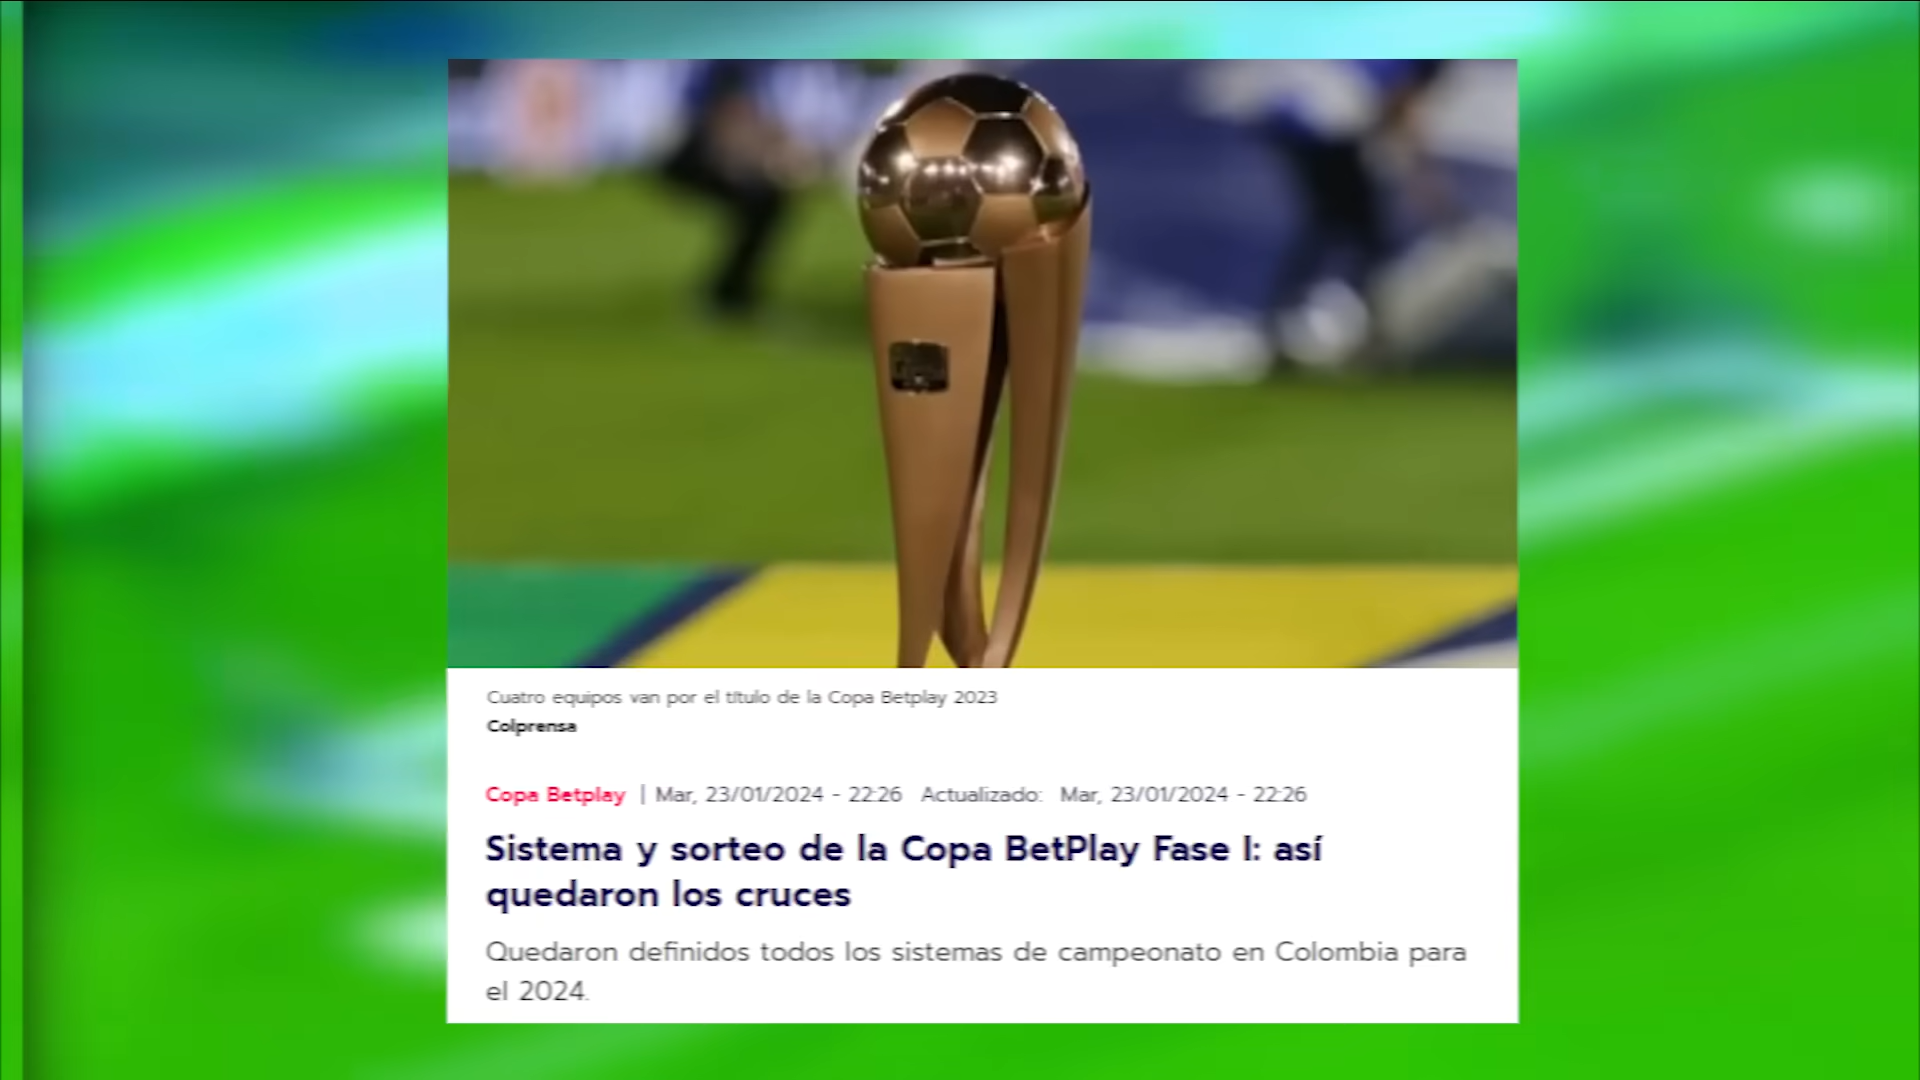 Cuatro equipos van por el título de la Copa Betplay 2023
Colprensa
Copa Betplay | Mar, 23/01/2024 - 22:26 Actualizado: Mar, 23/01/2024 - 22:26
Sistema y sorteo de la Copa BetPlay Fase I: así
quedaron los cruces
Quedaron definidos todos los sistemas de campeonato en Colombia para
el 2024.